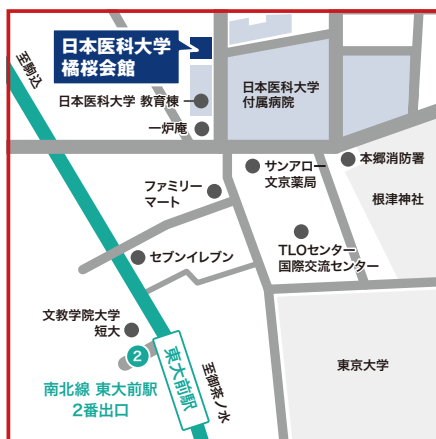 日本医科大学
橘桜会館
至駒込
日本医科大学
付属病院
日本医科大学 教育棟
一炉庵
サンアロー
文京薬局
本郷消防署
ファミリー
マート
根津神社
TLOセンター
国際交流センター
セブンイレブン
文教学院大学
短大
2
東大前駅
至御茶ノ水
東京大学
南北線 東大前駅
2番出口